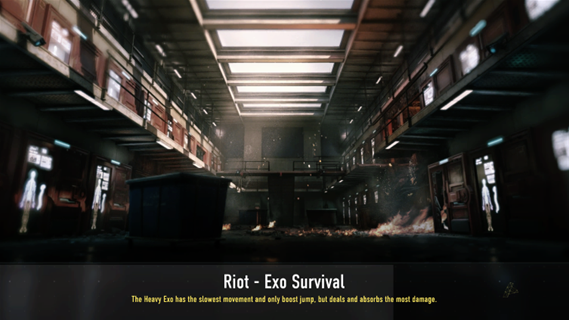 Riot - Exo Survival
The Heavy Exo has the slowest movement and only boost jump, but deals and absorbs the most damage.